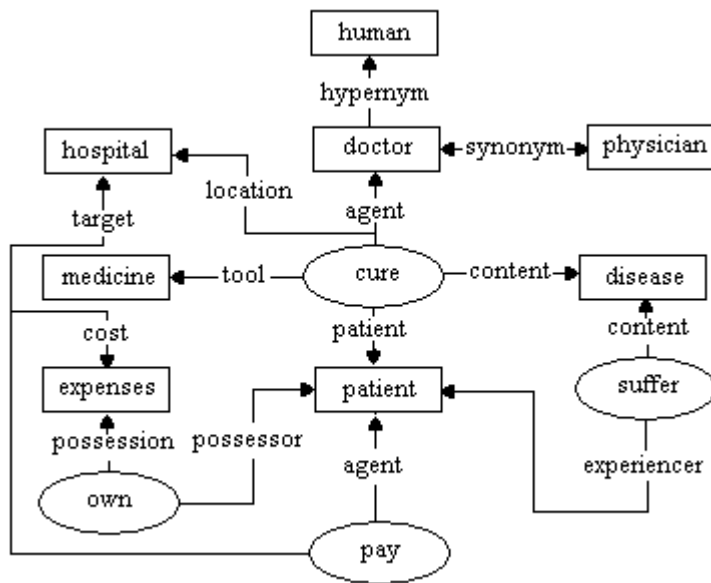 human
hypernym
hospital
doctor
synonym
physician
location
agent
target
medicine
tool
cure
content
disease
cost
patient
content
expenses
patient
suffer
possession
possessor
agent
experiencer
own
pay